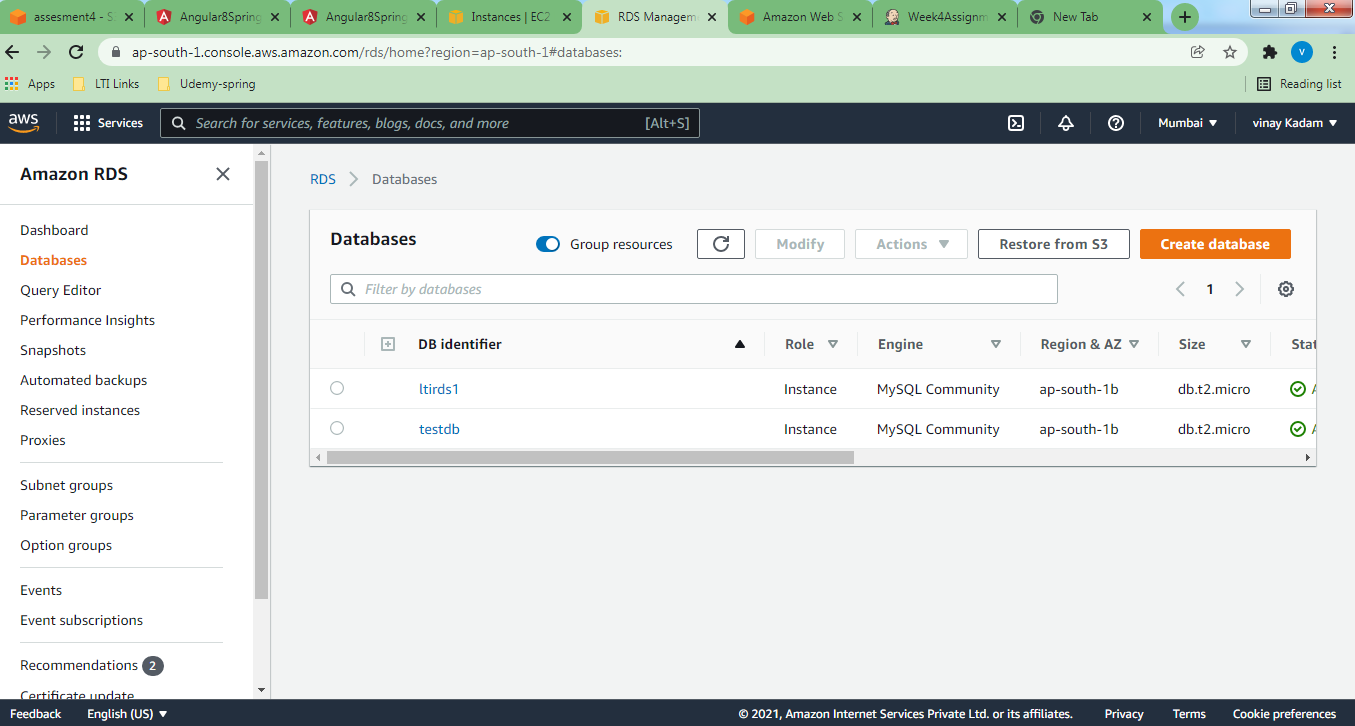 assesment4 - S
Angular8Spring
Angular8Spring
Instances | EC2
RDS Managem
Amazon Web S
Week4Assignm
New Tab
ap-south-1.console.aws.amazon.com/rds/home?region=ap-south-1#databases:
V
Apps
LTI Links
Udemy-spring
Reading list
aws
Services
Search for services, features, blogs, docs, and more
[Alt+S]
Mumbai
vinay Kadam
Amazon RDS
Dashboard
Databases
Query Editor
Performance Insights
Snapshots
Automated backups
Reserved instances
Proxies
Subnet groups
Parameter groups
Option groups
Events
Event subscriptions
Recommendations 2
Certificate update
RDS > Databases
Databases
Group resources
Modify
Actions
Restore from S3
Create database
Filter by databases
1
DB identifier Role Engine Region & AZ Size Stat
ltirds1 Instance MySQL Community ap-south-1b db.t2.micro
testdb Instance MySQL Community ap-south-1b db.t2.micro
Feedback English (US) © 2021, Amazon Internet Services Private Ltd. or its affiliates. Privacy Terms Cookie preferences